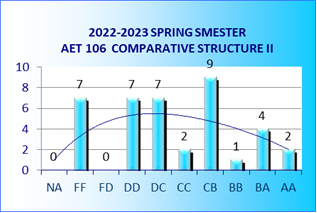 2022-2023 SPRING SMESTER
AET 106 COMPARATIVE STRUCTURE II
10
8
6
4
2
0
0 7 0 7 7 2 9 1 4 2
NA FF FD DD DC CC CB BB BA AA